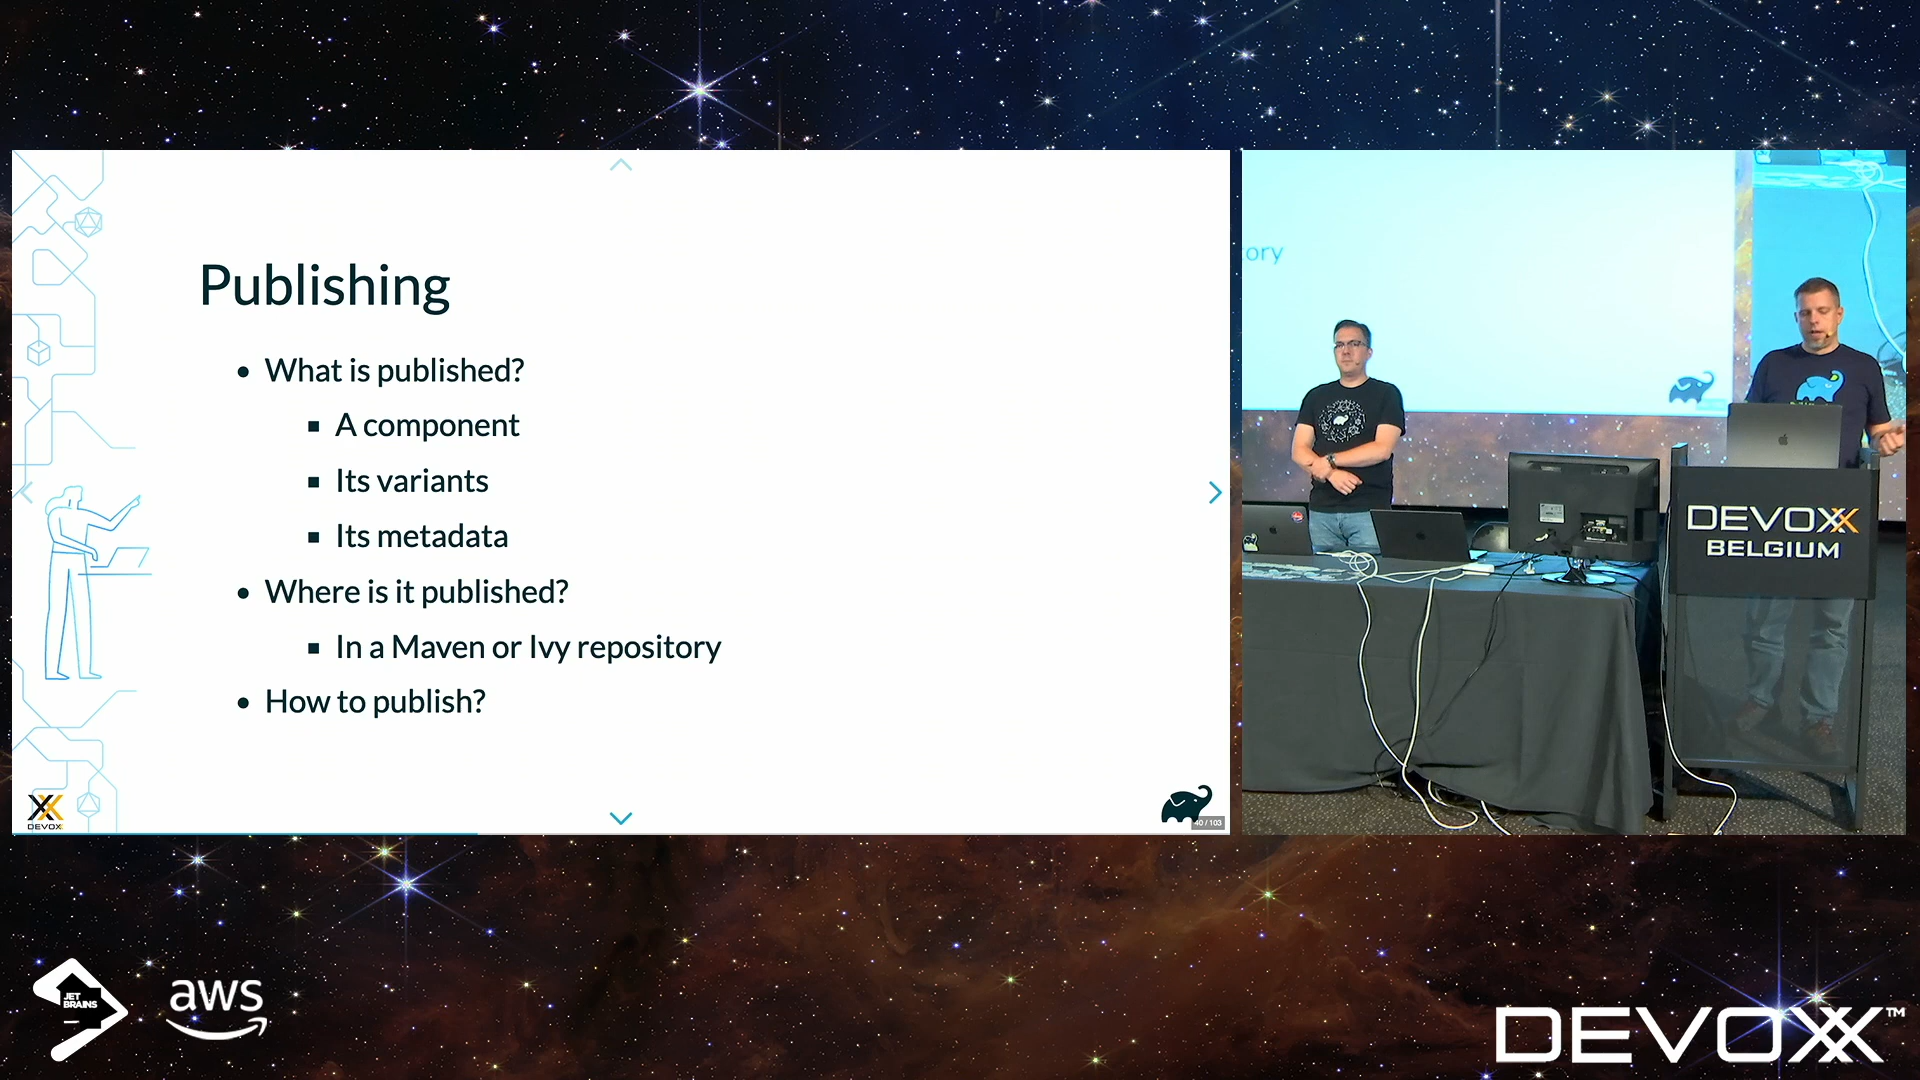 Publishing
What is published?
A component
Its variants
Its metadata
Where is it published?
In a Maven or Ivy repository
How to publish?
DEVOXX
40 / 103
ory
DEVOXX
BELGIUM
JET
BRAINS
aws
DEVOXX™